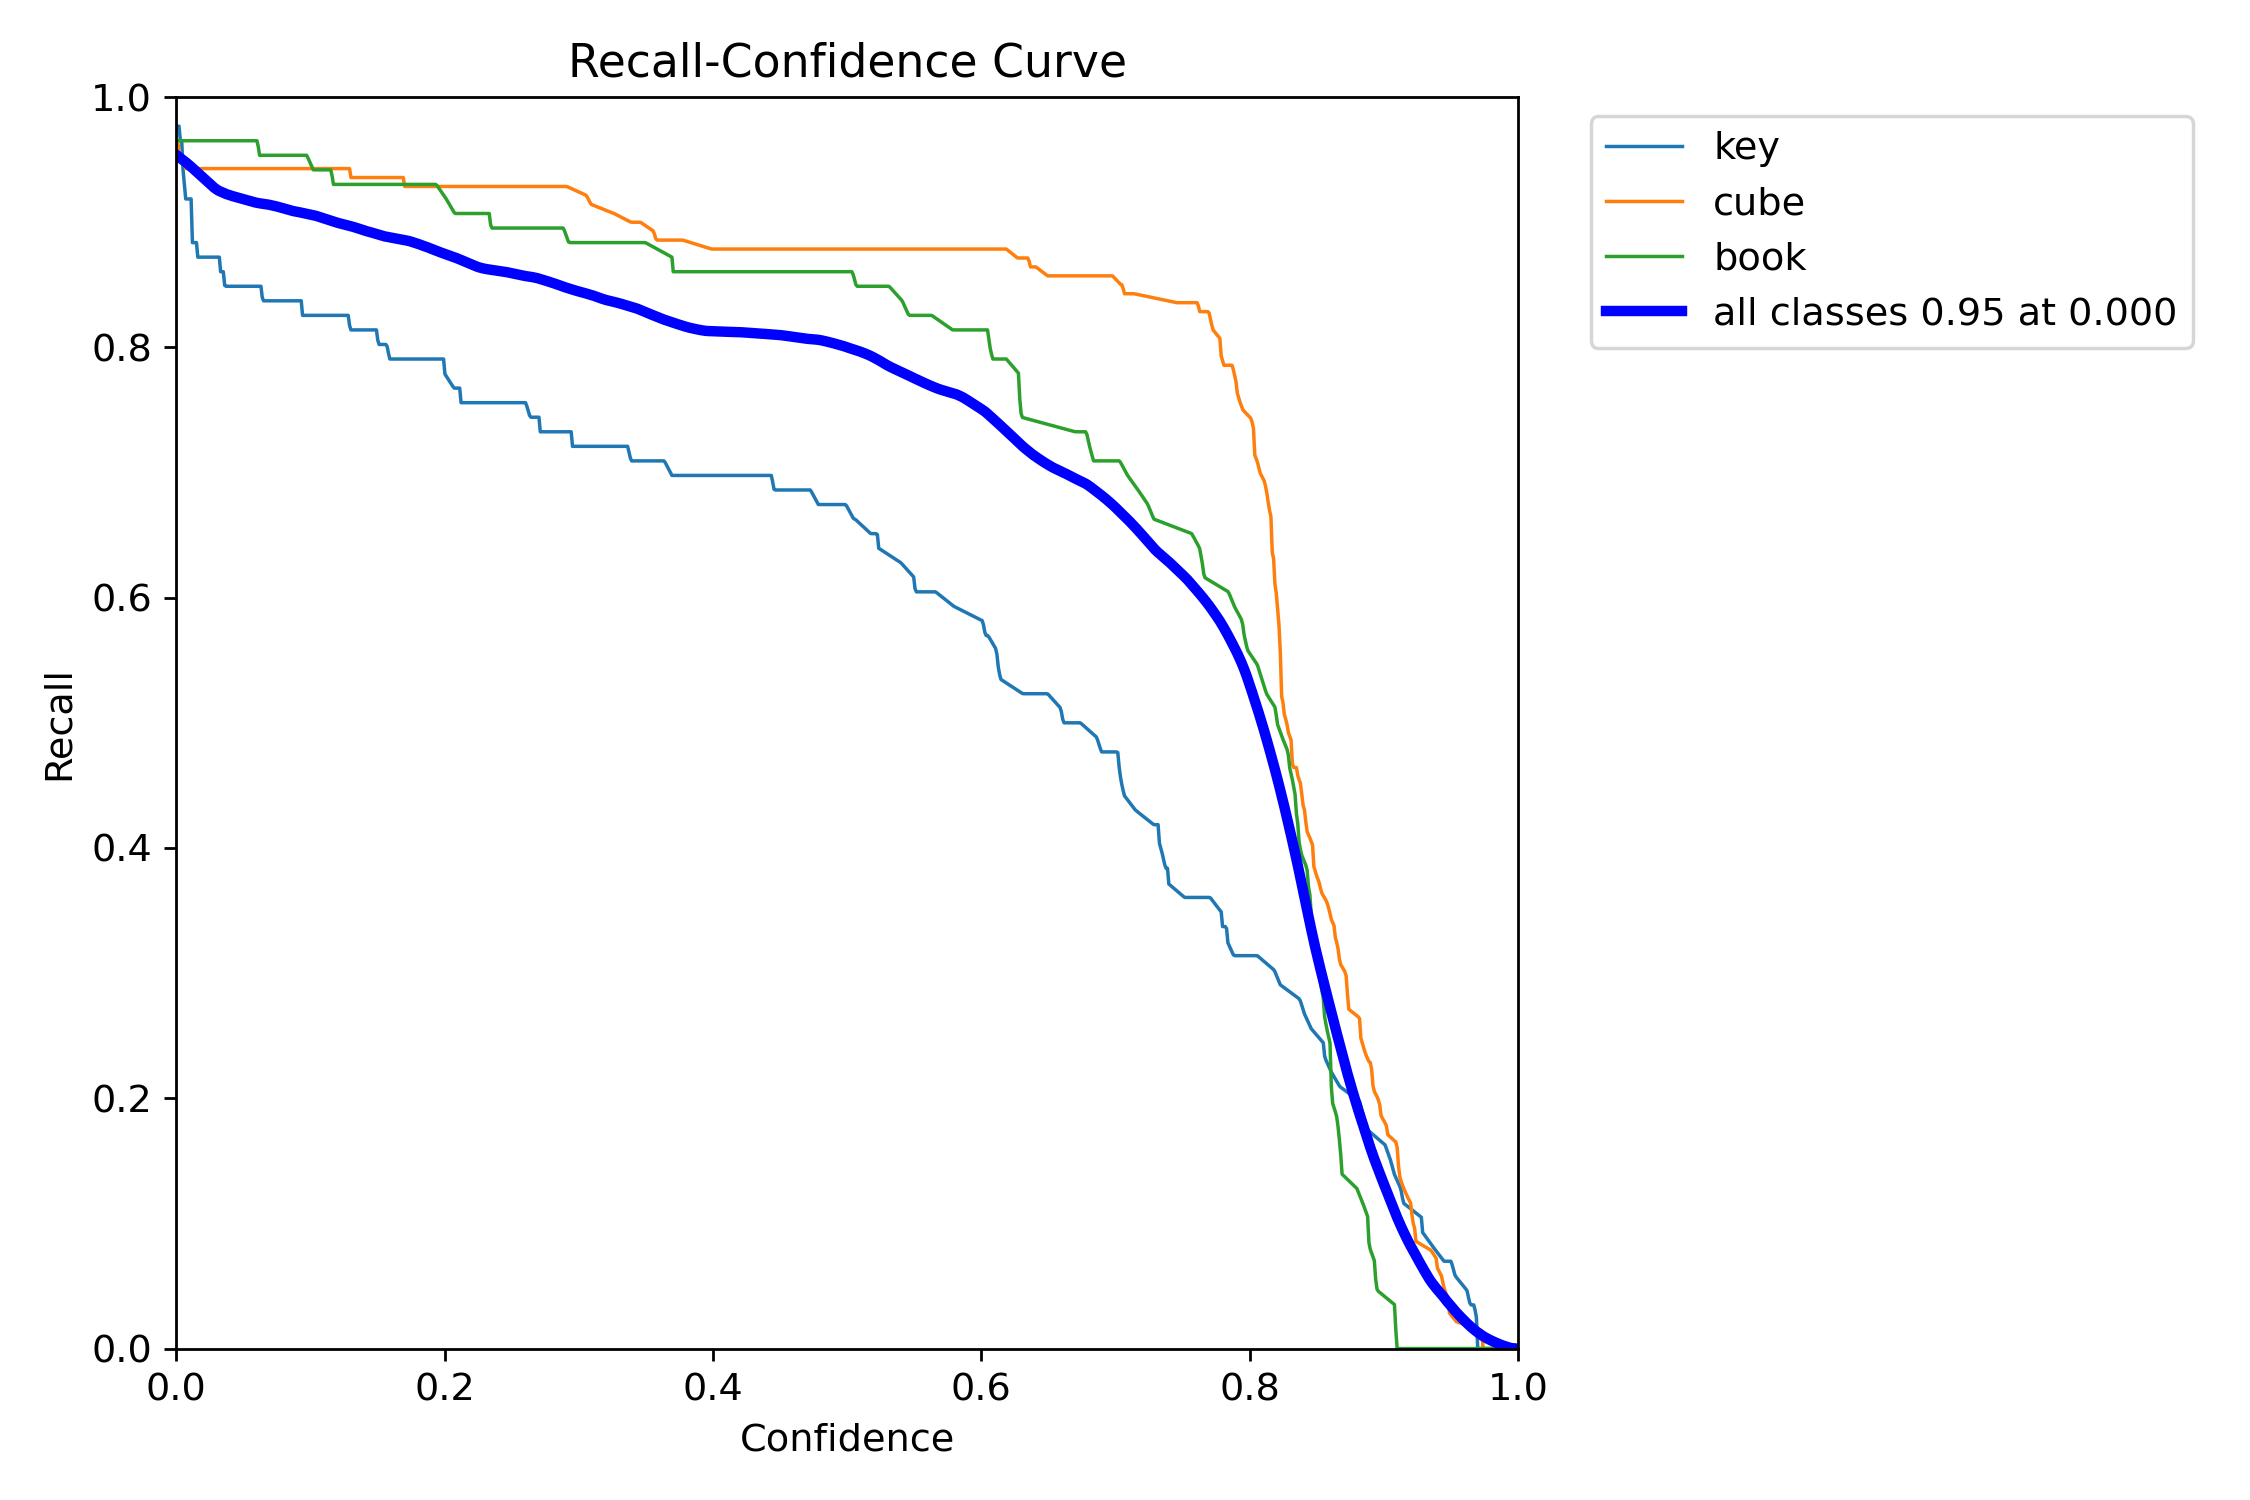 Recall-Confidence Curve
1.0
0.8
0.6
0.4
0.2
0.0
Recall
0.0 0.2 0.4 0.6 0.8 1.0
Confidence
key
cube
book
all classes 0.95 at 0.000